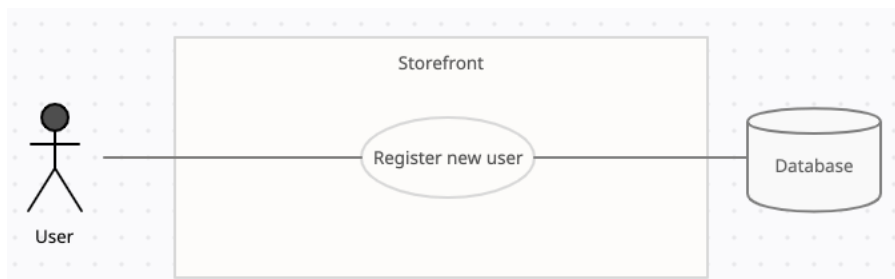 Storefront
Register new user
Database
User